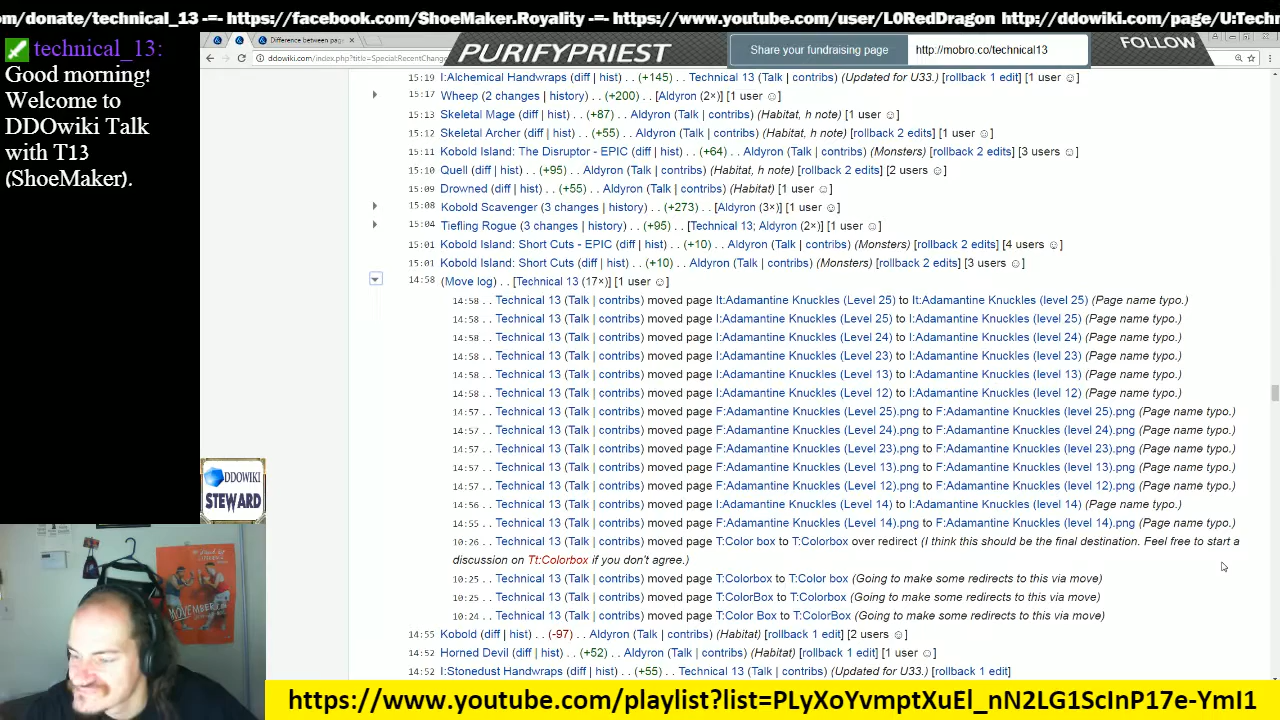 om/donate/technical_13 -=- https://facebook.com/ShoeMaker.Royality -=- https://www.youtube.com/user/L0RedDragon http://ddowiki.com/page/U:Techn
technical_13:
Good morning!
Welcome to
DDOwiki Talk
with T13
(ShoeMaker).
Difference between pag
ddowiki.com/index.php?title=Special:RecentChang
PURIFYPRIEST
Share your fundraising page
http://mobro.co/technical13
FOLLOW
15:19 I:Alchemical Handwraps (diff | hist) . . (+145) . . Technical 13 (Talk | contribs) (Updated for U33.) [rollback 1 edit] [1 user ☺]
15:17 Wheep (2 changes | history) . . (+200) . . [Aldyron (2×)] [1 user ☺]
15:13 Skeletal Mage (diff | hist) . . (+87) . . Aldyron (Talk | contribs) (Habitat, h note) [1 user ☺]
15:12 Skeletal Archer (diff | hist) . . (+55) . . Aldyron (Talk | contribs) (Habitat, h note) [rollback 2 edits] [1 user ☺]
15:11 Kobold Island: The Disruptor - EPIC (diff | hist) . . (+64) . . Aldyron (Talk | contribs) (Monsters) [rollback 2 edits] [3 users ☺]
15:10 Quell (diff | hist) . . (+95) . . Aldyron (Talk | contribs) (Habitat, h note) [rollback 2 edits] [2 users ☺]
15:09 Drowned (diff | hist) . . (+55) . . Aldyron (Talk | contribs) (Habitat) [1 user ☺]
15:08 Kobold Scavenger (3 changes | history) . . (+273) . . [Aldyron (3×)] [1 user ☺]
15:04 Tiefling Rogue (3 changes | history) . . (+95) . . [Technical 13; Aldyron (2×)] [1 user ☺]
15:01 Kobold Island: Short Cuts - EPIC (diff | hist) . . (+10) . . Aldyron (Talk | contribs) (Monsters) [rollback 2 edits] [4 users ☺]
15:01 Kobold Island: Short Cuts (diff | hist) . . (+10) . . Aldyron (Talk | contribs) (Monsters) [rollback 2 edits] [3 users ☺]
14:58 (Move log) . . [Technical 13 (17×)] [1 user ☺]
14:58 . . Technical 13 (Talk | contribs) moved page It:Adamantine Knuckles (Level 25) to It:Adamantine Knuckles (level 25) (Page name typo.)
14:58 . . Technical 13 (Talk | contribs) moved page I:Adamantine Knuckles (Level 25) to I:Adamantine Knuckles (level 25) (Page name typo.)
14:58 . . Technical 13 (Talk | contribs) moved page I:Adamantine Knuckles (Level 24) to I:Adamantine Knuckles (level 24) (Page name typo.)
14:58 . . Technical 13 (Talk | contribs) moved page I:Adamantine Knuckles (Level 23) to I:Adamantine Knuckles (level 23) (Page name typo.)
14:58 . . Technical 13 (Talk | contribs) moved page I:Adamantine Knuckles (Level 13) to I:Adamantine Knuckles (level 13) (Page name typo.)
14:58 . . Technical 13 (Talk | contribs) moved page I:Adamantine Knuckles (Level 12) to I:Adamantine Knuckles (level 12) (Page name typo.)
14:57 . . Technical 13 (Talk | contribs) moved page F:Adamantine Knuckles (Level 25).png to F:Adamantine Knuckles (level 25).png (Page name typo.)
14:57 . . Technical 13 (Talk | contribs) moved page F:Adamantine Knuckles (Level 24).png to F:Adamantine Knuckles (level 24).png (Page name typo.)
14:57 . . Technical 13 (Talk | contribs) moved page F:Adamantine Knuckles (Level 23).png to F:Adamantine Knuckles (level 23).png (Page name typo.)
14:57 . . Technical 13 (Talk | contribs) moved page F:Adamantine Knuckles (Level 13).png to F:Adamantine Knuckles (level 13).png (Page name typo.)
14:57 . . Technical 13 (Talk | contribs) moved page F:Adamantine Knuckles (Level 12).png to F:Adamantine Knuckles (level 12).png (Page name typo.)
14:56 . . Technical 13 (Talk | contribs) moved page I:Adamantine Knuckles (Level 14) to I:Adamantine Knuckles (level 14) (Page name typo.)
14:55 . . Technical 13 (Talk | contribs) moved page F:Adamantine Knuckles (Level 14).png to F:Adamantine Knuckles (level 14).png (Page name typo.)
10:26 . . Technical 13 (Talk | contribs) moved page T:Color box to T:Colorbox over redirect (I think this should be the final destination. Feel free to start a
discussion on Tt:Colorbox if you don't agree.)
10:25 . . Technical 13 (Talk | contribs) moved page T:Colorbox to T:Color box (Going to make some redirects to this via move)
10:25 . . Technical 13 (Talk | contribs) moved page T:ColorBox to T:Colorbox (Going to make some redirects to this via move)
10:24 . . Technical 13 (Talk | contribs) moved page T:Color Box to T:ColorBox (Going to make some redirects to this via move)
14:55 Kobold (diff | hist) . . (-97) . . Aldyron (Talk | contribs) (Habitat) [rollback 1 edit] [2 users ☺]
14:52 Horned Devil (diff | hist) . . (+52) . . Aldyron (Talk | contribs) (Habitat) [rollback 1 edit] [1 user ☺]
14:52 I:Stonedust Handwraps (diff | hist) . . (+55) . . Technical 13 (Talk | contribs) (Updated for U33.) [rollback 1 edit]
DDOWIKI
STEWARD
MOVEMBER
https://www.youtube.com/playlist?list=PLyXoYvmptXuEl_nN2LG1ScInP17e-YmI1